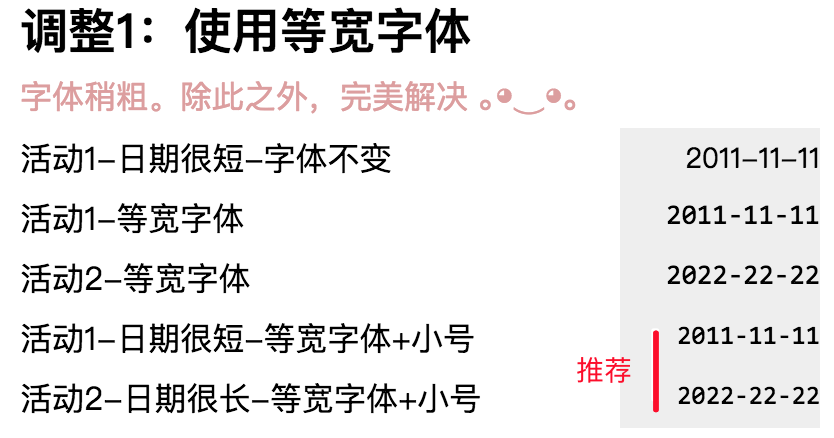 调整1：使用等宽字体
字体稍粗。除此之外，完美解决 。◕‿◕。
活动1-日期很短-字体不变 2011-11-11
活动1-等宽字体 2011-11-11
活动2-等宽字体 2022-22-22
活动1-日期很短-等宽字体+小号 2011-11-11
推荐
活动2-日期很长-等宽字体+小号 2022-22-22